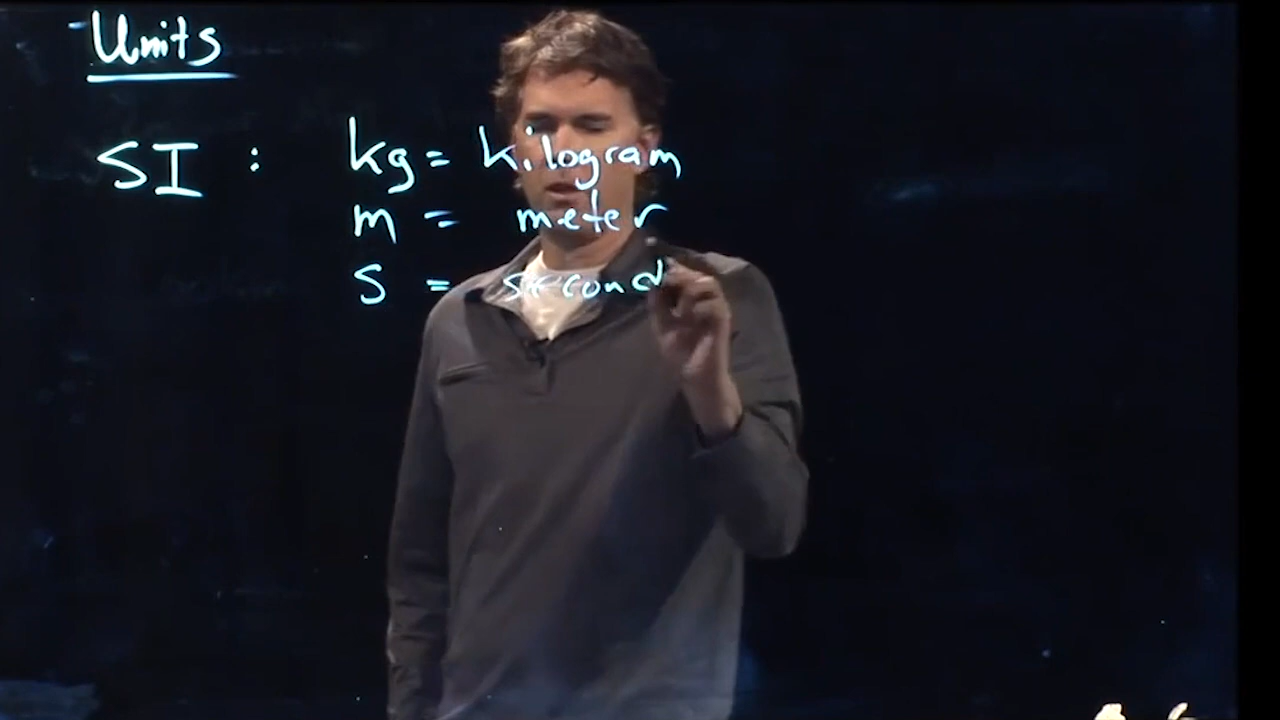 Units
SI : kg = kilogram
m = meter
s = second